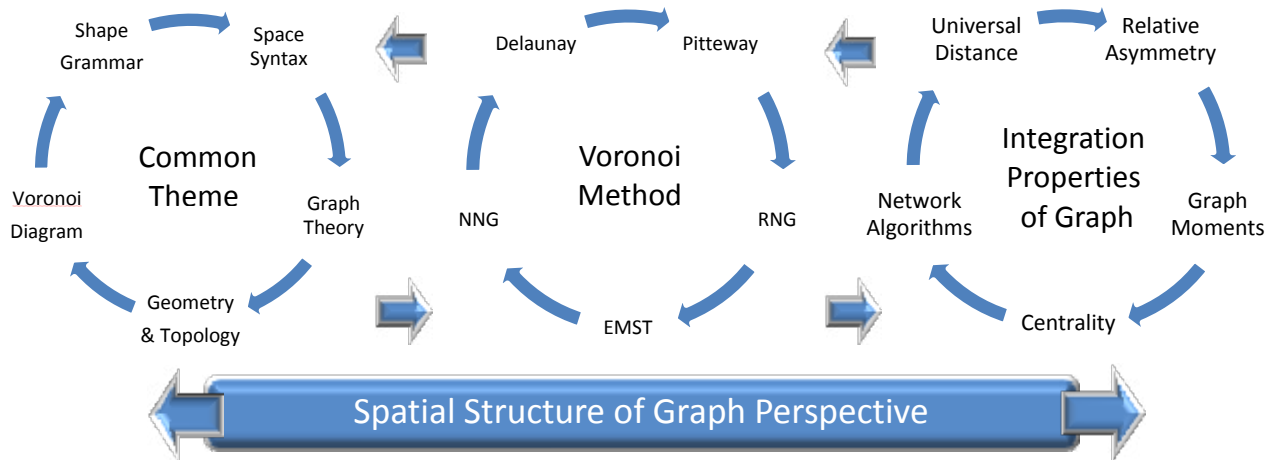 Shape
Grammar
Space
Syntax
Graph
Theory
Geometry
& Topology
Voronoi
Diagram
Common
Theme
Delaunay
Pitteway
RNG
EMST
NNG
Voronoi
Method
Universal
Distance
Relative
Asymmetry
Graph
Moments
Centrality
Network
Algorithms
Integration
Properties
of Graph
Spatial Structure of Graph Perspective